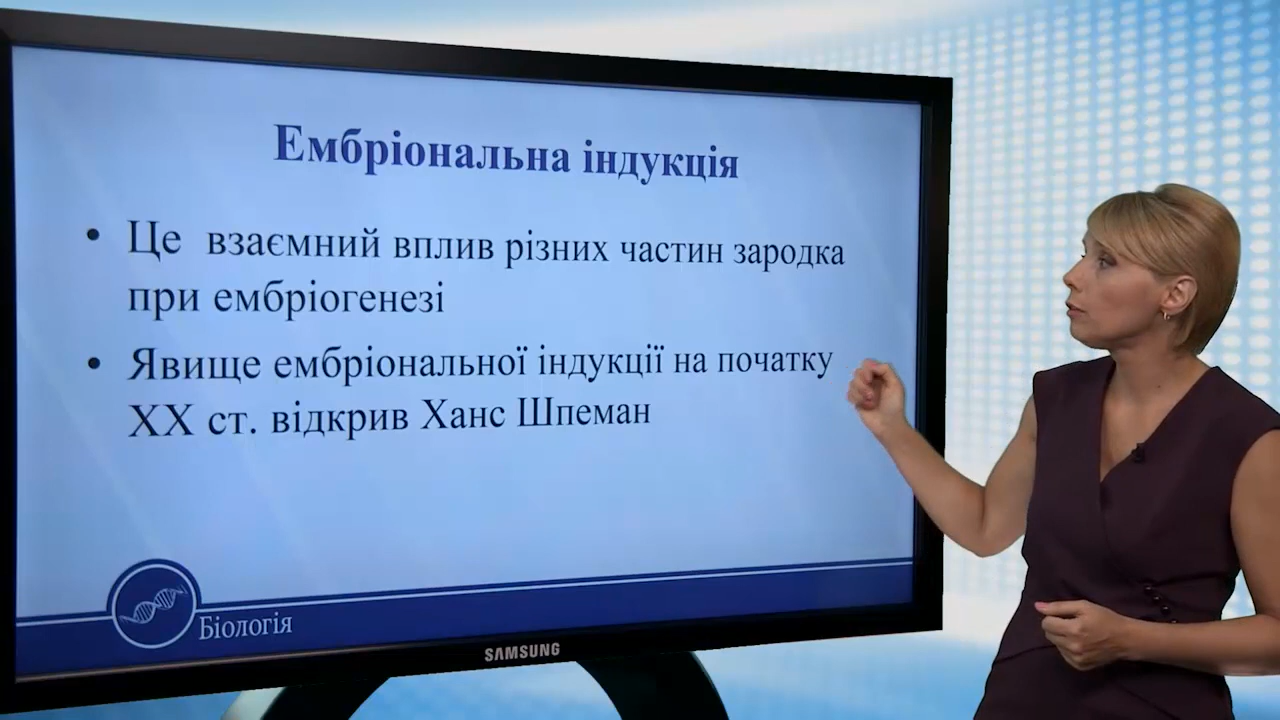 Ембріональна індукція
• Це взаємний вплив різних частин зародка
при ембріогенезі
• Явище ембріональної індукції на початку
ХХ ст. відкрив Ханс Шпеман
Біологія
SAMSUNG